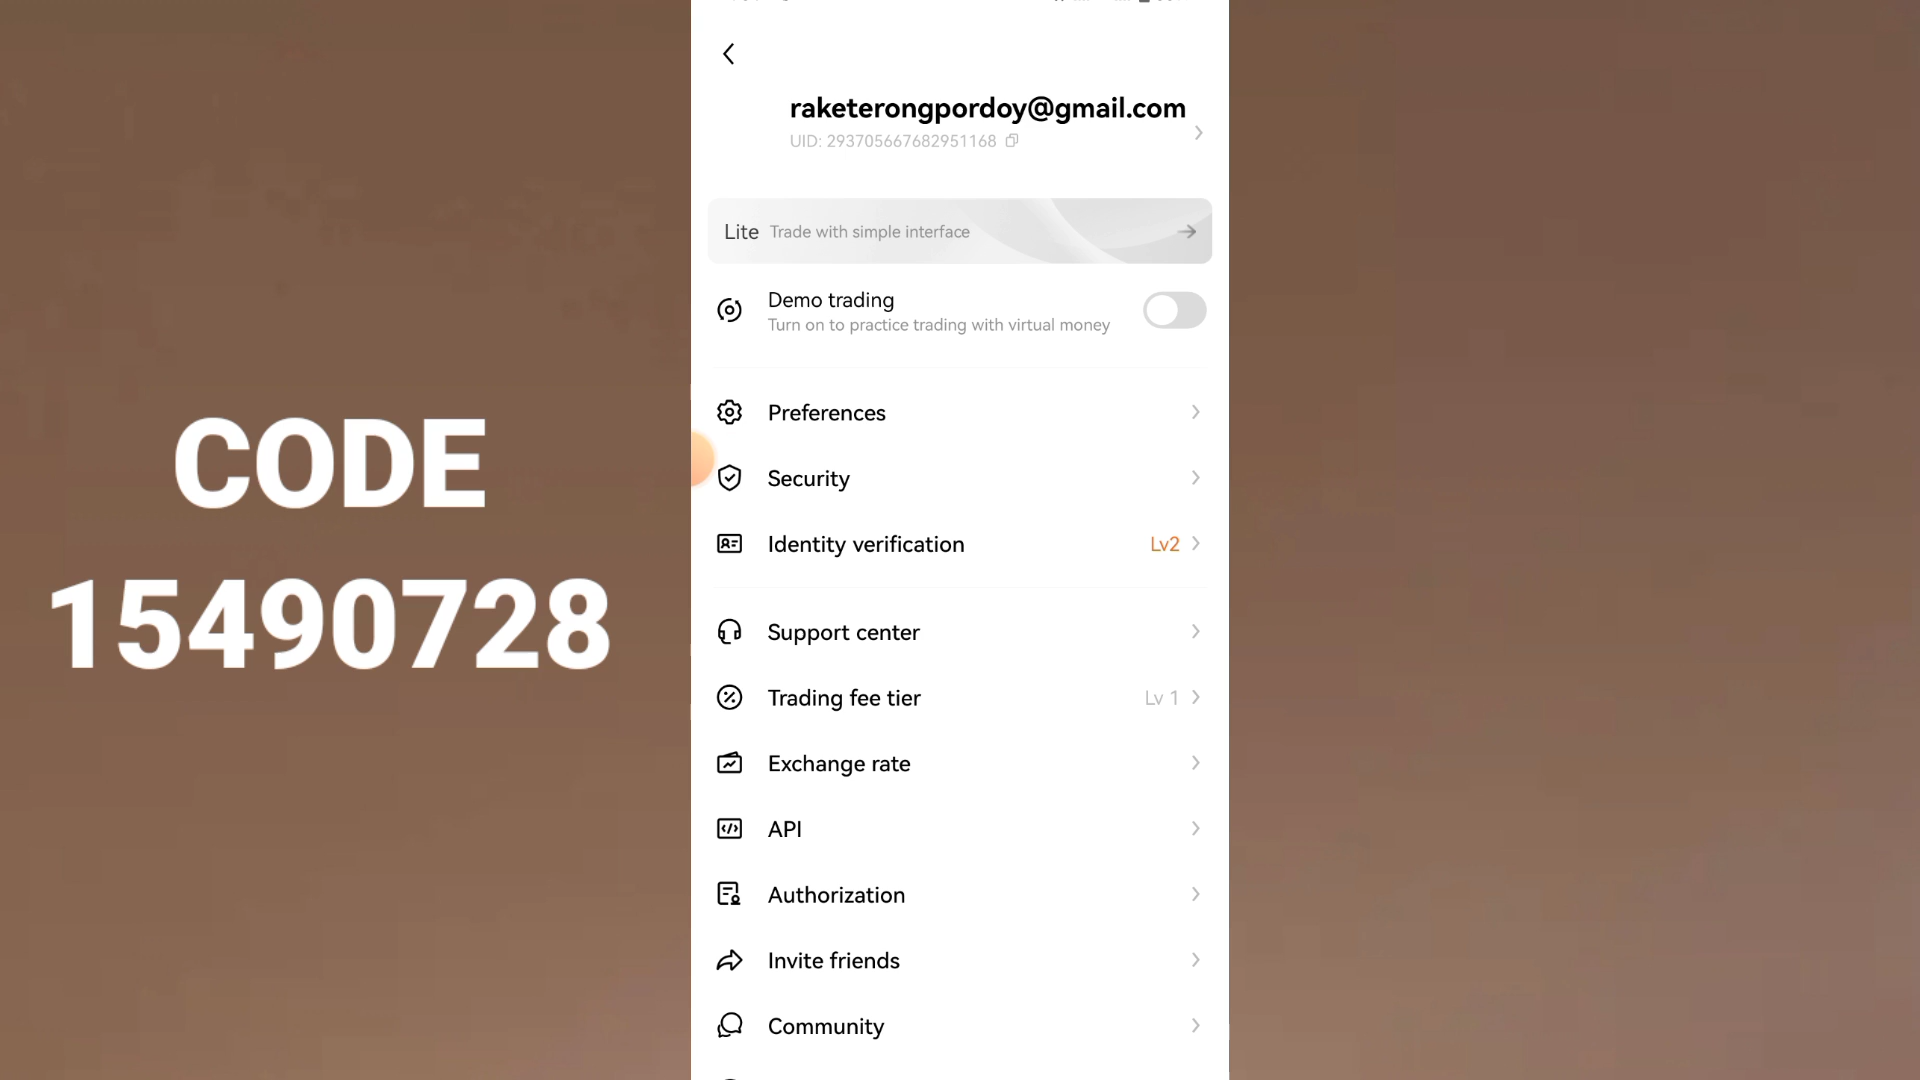 CODE
15490728
raketerongpordoy@gmail.com
UID: 293705667682951168
Lite Trade with simple interface
Demo trading
Turn on to practice trading with virtual money
Preferences
Security
Identity verification Lv2
Support center
Trading fee tier Lv 1
Exchange rate
API
Authorization
Invite friends
Community